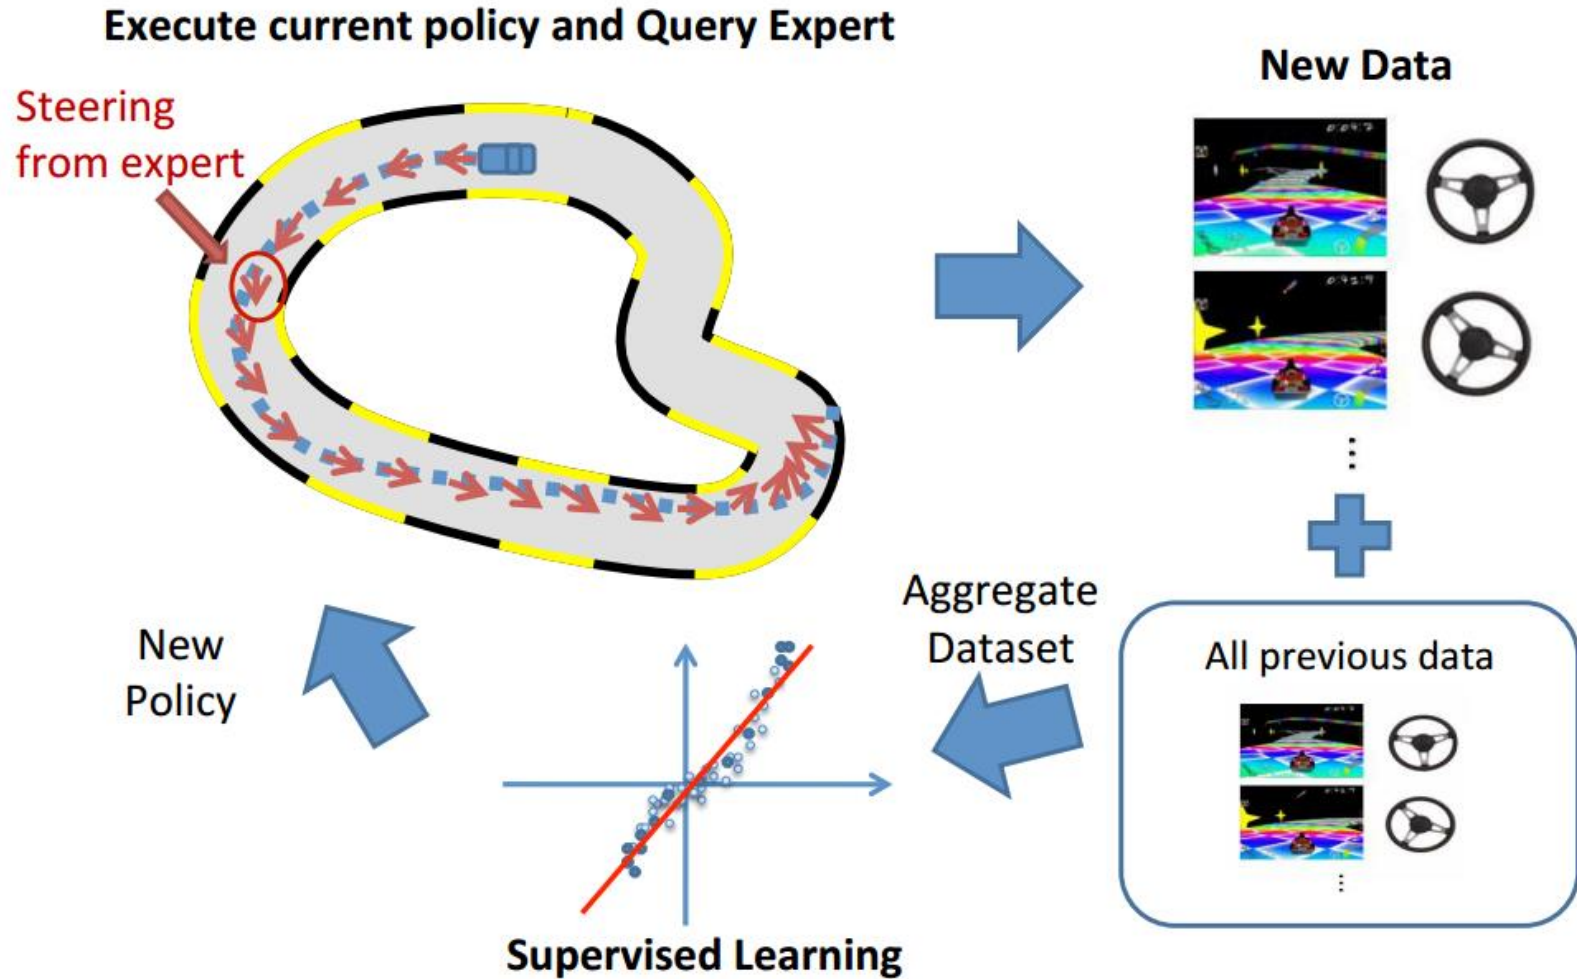 Execute current policy and Query Expert
New Data
Steering
from expert
Aggregate
Dataset
All previous data
New
Policy
Supervised Learning